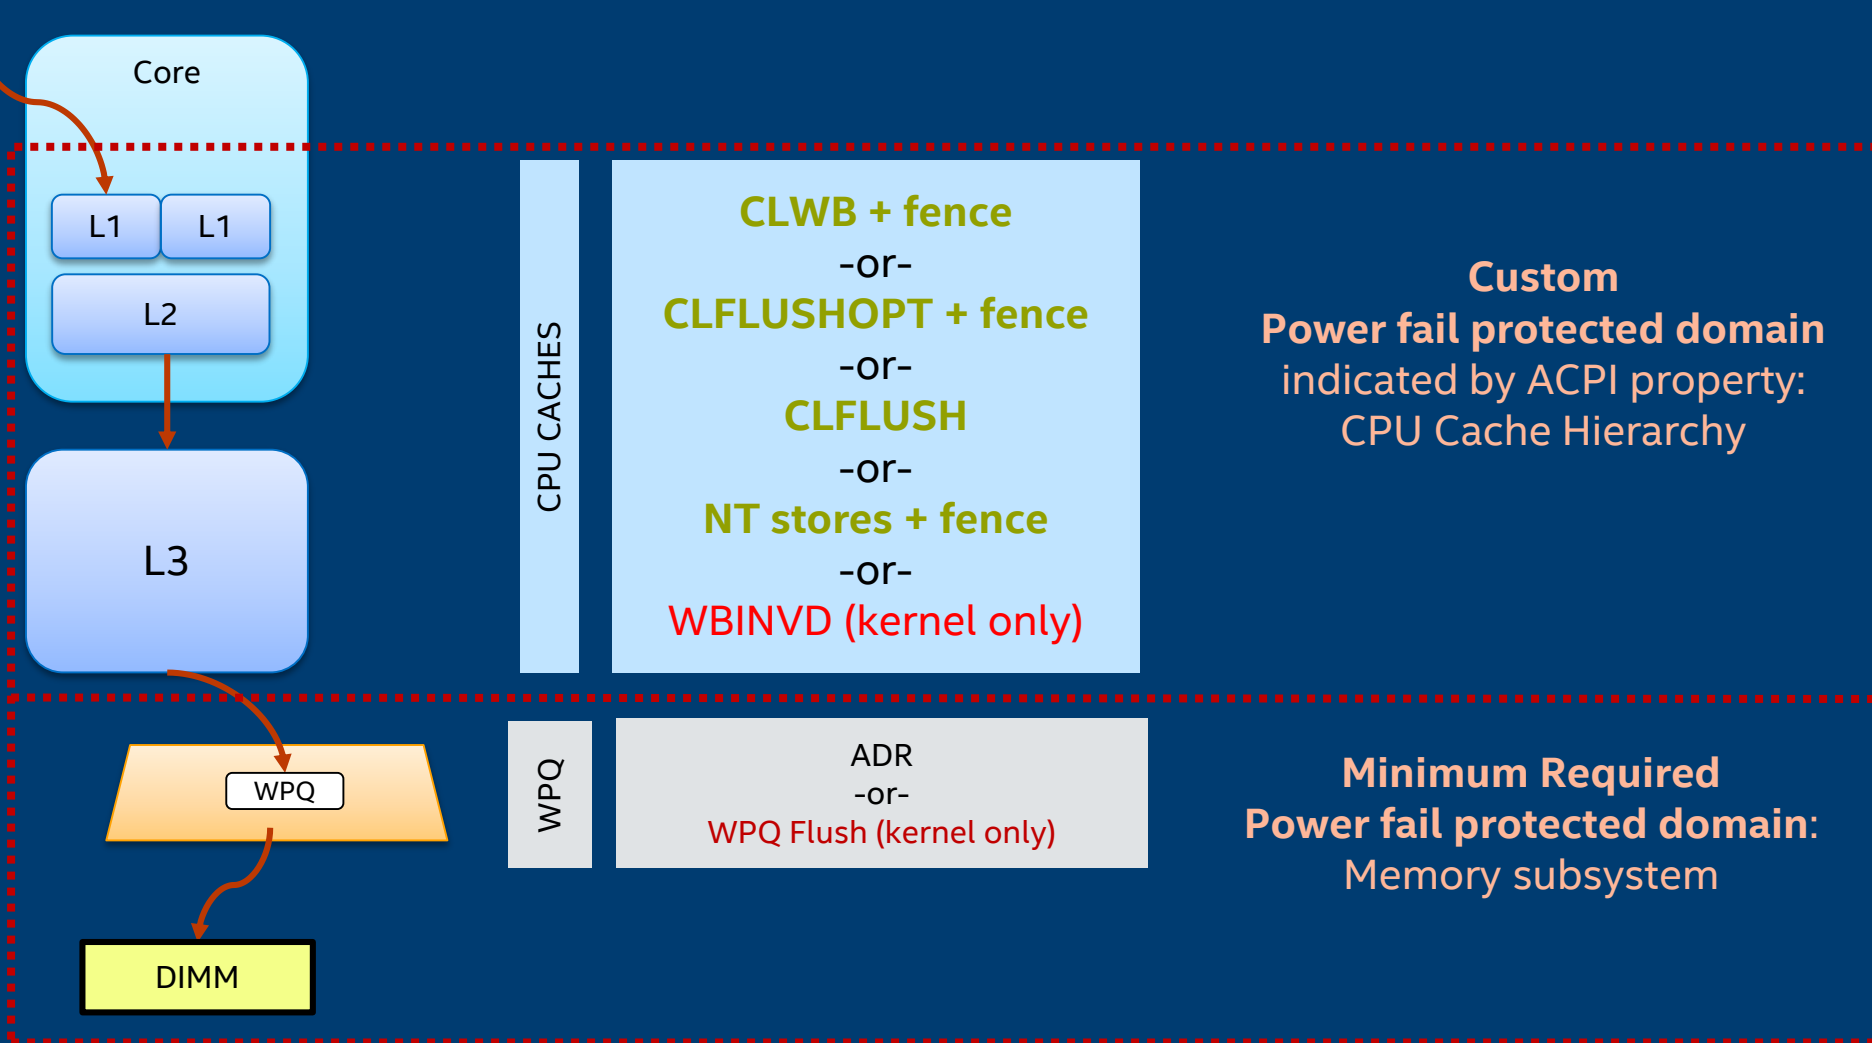 Core
L1
L1
L2
L3
WPQ
DIMM
CPU CACHES
CLWB + fence
-or-
CLFLUSHOPT + fence
-or-
CLFLUSH
-or-
NT stores + fence
-or-
WBINVD (kernel only)
Custom
Power fail protected domain
indicated by ACPI property:
CPU Cache Hierarchy
WPQ
ADR
-or-
WPQ Flush (kernel only)
Minimum Required
Power fail protected domain:
Memory subsystem